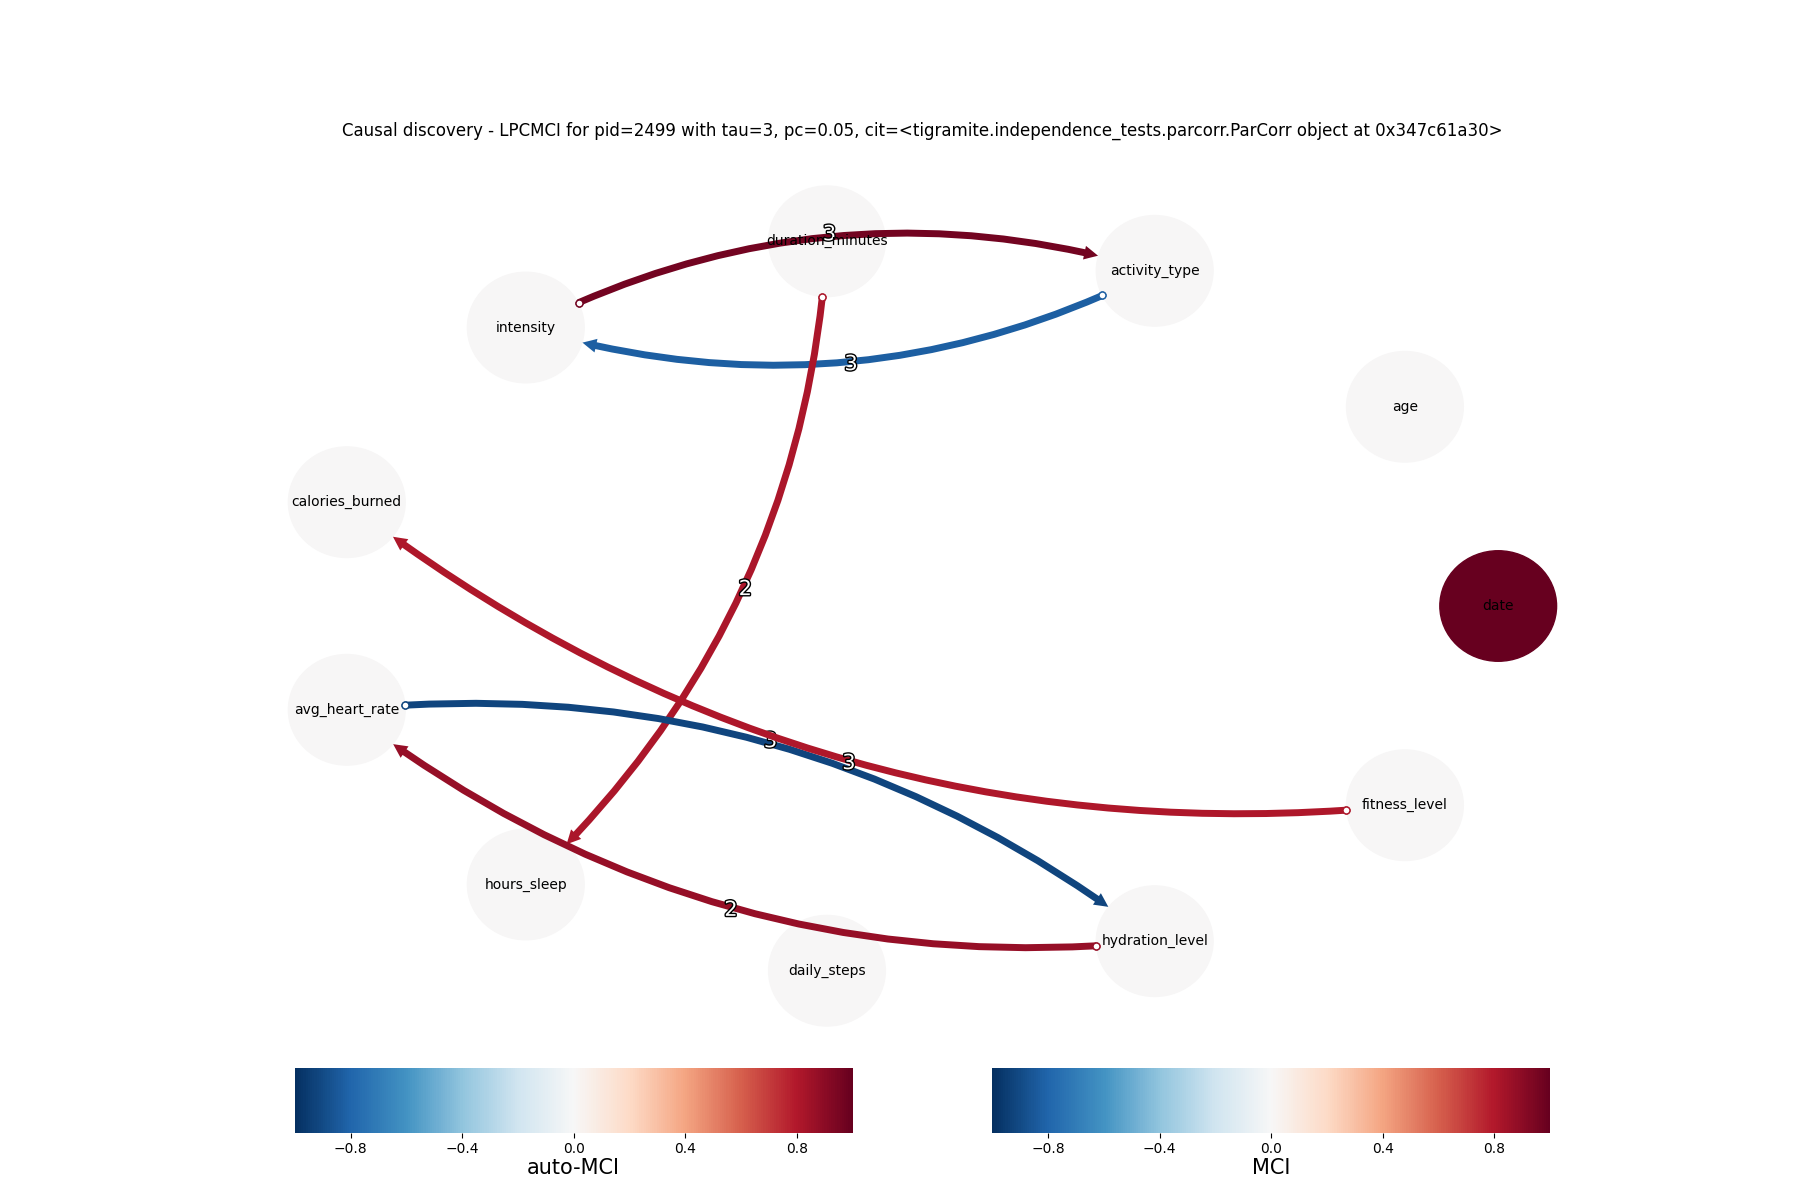 Causal discovery - LPCMCI for pid=2499 with tau=3, pc=0.05, cit=<tigramite.independence_tests.parcorr.ParCorr object at 0x347c61a30>
3
duration_minutes
activity_type
intensity
3
age
calories_burned
2
date
avg_heart_rate
3
3
fitness_level
hours_sleep
2
hydration_level
daily_steps
−0.8 −0.4 0.0 0.4 0.8
auto-MCI
−0.8 −0.4 0.0 0.4 0.8
MCI